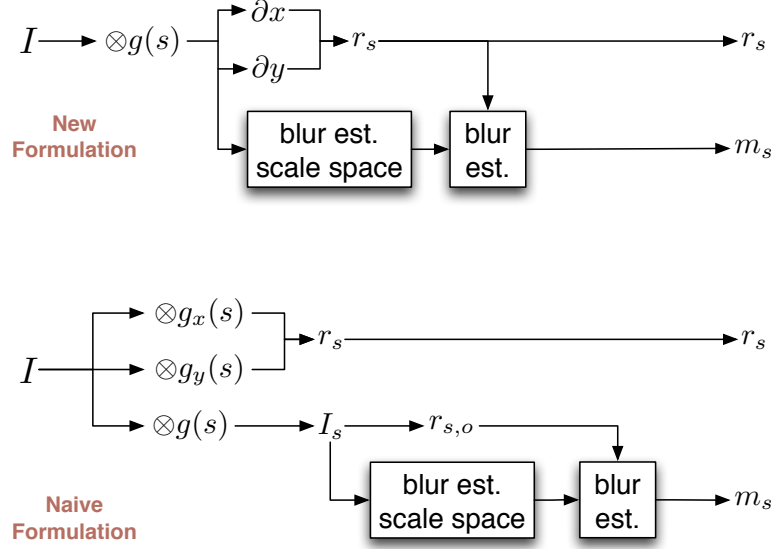 ∂x
I ⊗g(s) r_s r_s
∂y
New
Formulation
blur est.
scale space
blur
est.
m_s
⊗g_x(s)
r_s r_s
I ⊗g_y(s)
⊗g(s) I_s r_{s,o}
Naive
Formulation
blur est.
scale space
blur
est.
m_s